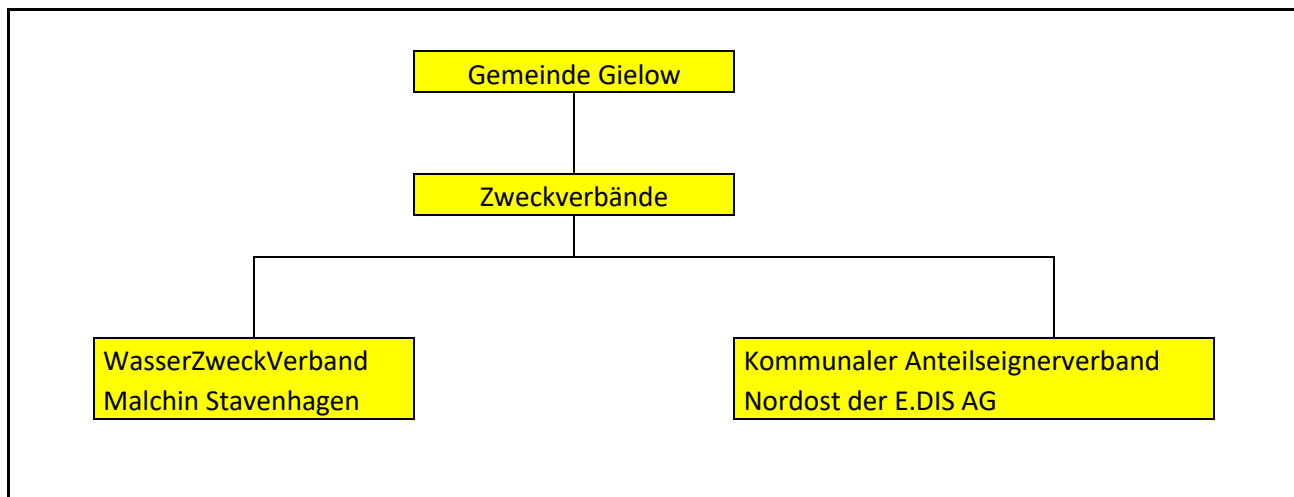 Gemeinde Gielow
Zweckverbände
WasserZweckVerband
Malchin Stavenhagen
Kommunaler Anteilseignerverband
Nordost der E.DIS AG